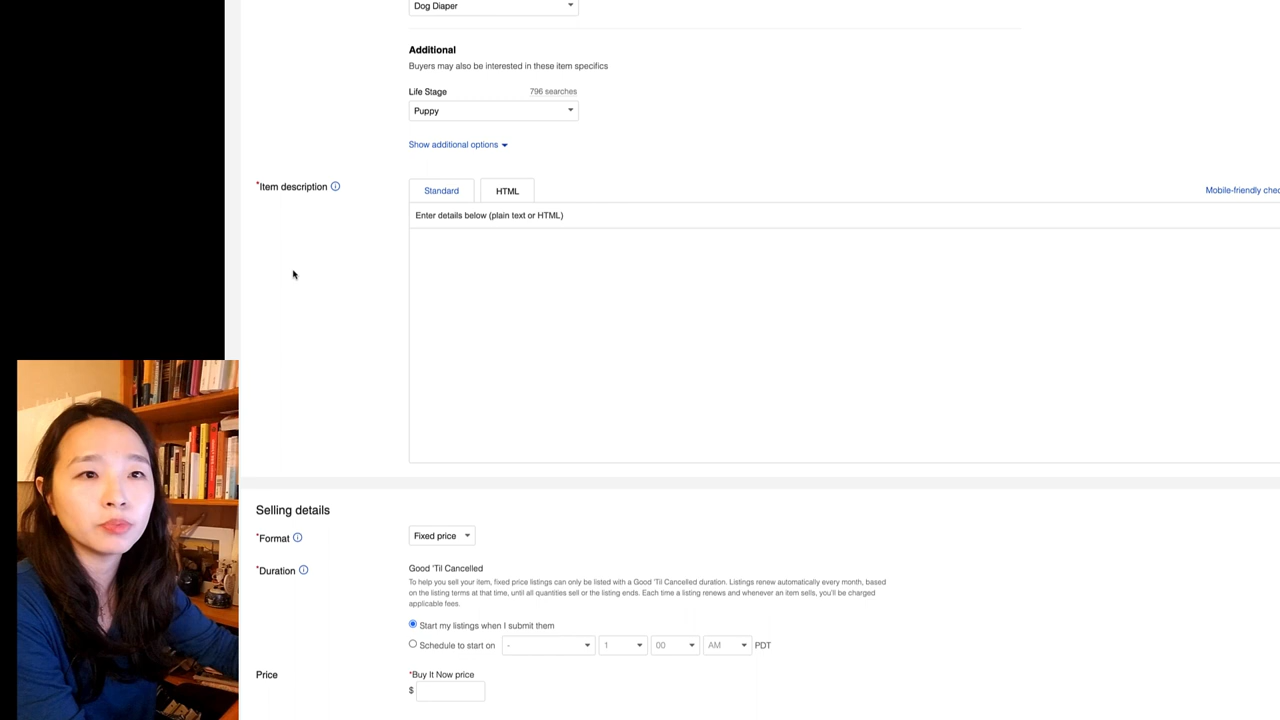 Dog Diaper
Additional
Buyers may also be interested in these item specifics
Life Stage 796 searches
Puppy
Show additional options
*Item description
Standard HTML
Mobile-friendly chec
Enter details below (plain text or HTML)
Selling details
*Format Fixed price
*Duration Good 'Til Cancelled
To help you sell your item, fixed price listings can only be listed with a Good 'Til Cancelled duration. Listings renew automatically every month, based
on the listing terms at that time, until all quantities sell or the listing ends. Each time a listing renews and whenever an item sells, you'll be charged
applicable fees.
Start my listings when I submit them
Schedule to start on - 1 00 AM PDT
Price *Buy It Now price
$